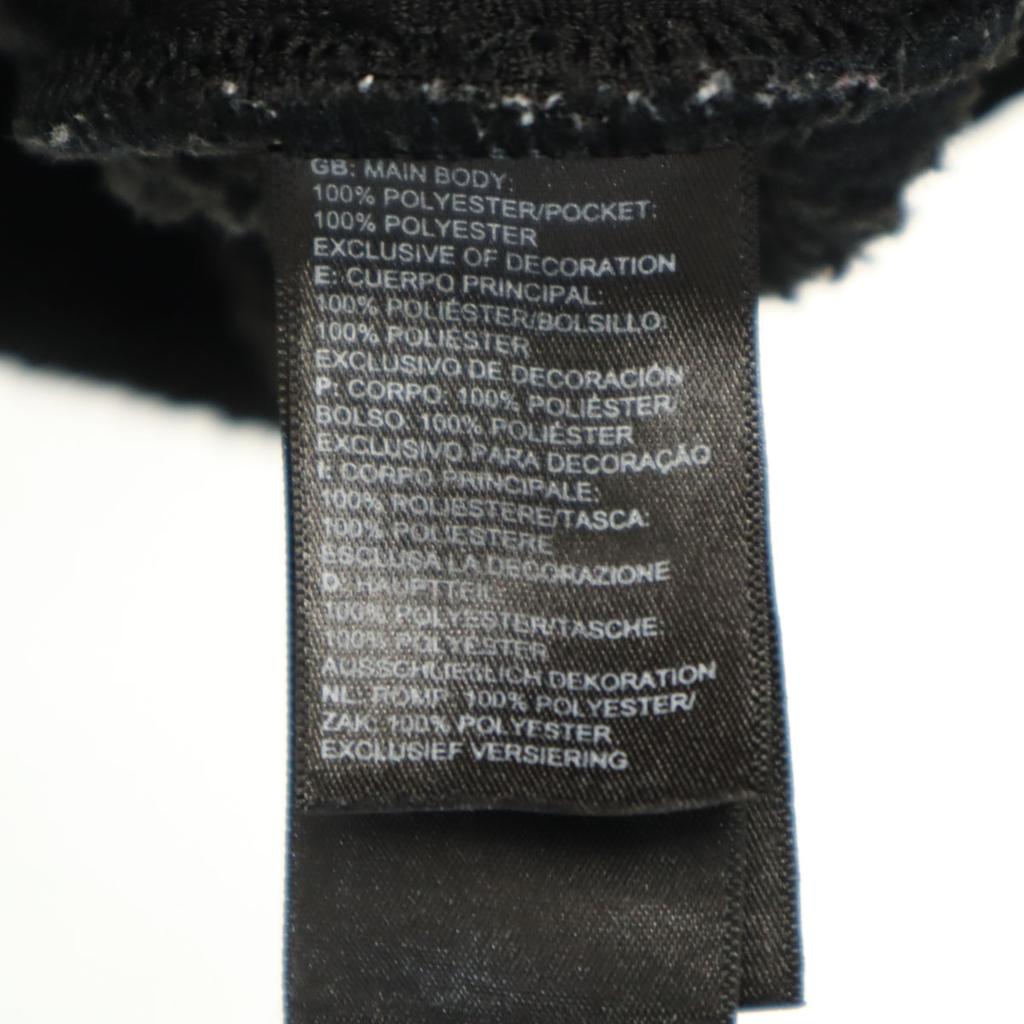 GB: MAIN BODY:
100% POLYESTER/POCKET:
100% POLYESTER
EXCLUSIVE OF DECORATION
E: CUERPO PRINCIPAL:
100% POLIÉSTER/BOLSILLO:
100% POLIÉSTER
EXCLUSIVO DE DECORACIÓN
P: CORPO: 100% POLIÉSTER/
BOLSO: 100% POLIÉSTER
EXCLUSIVO PARA DECORAÇÃO
I: CORPO PRINCIPALE:
100% POLIESTERE/TASCA:
100% POLIESTERE
ESCLUSA LA DECORAZIONE
D: HAUPTTEIL:
100% POLYESTER/TASCHE:
100% POLYESTER
AUSSCHLIEßLICH DEKORATION
NL: ROMP: 100% POLYESTER/
ZAK: 100% POLYESTER
EXCLUSIEF VERSIERING